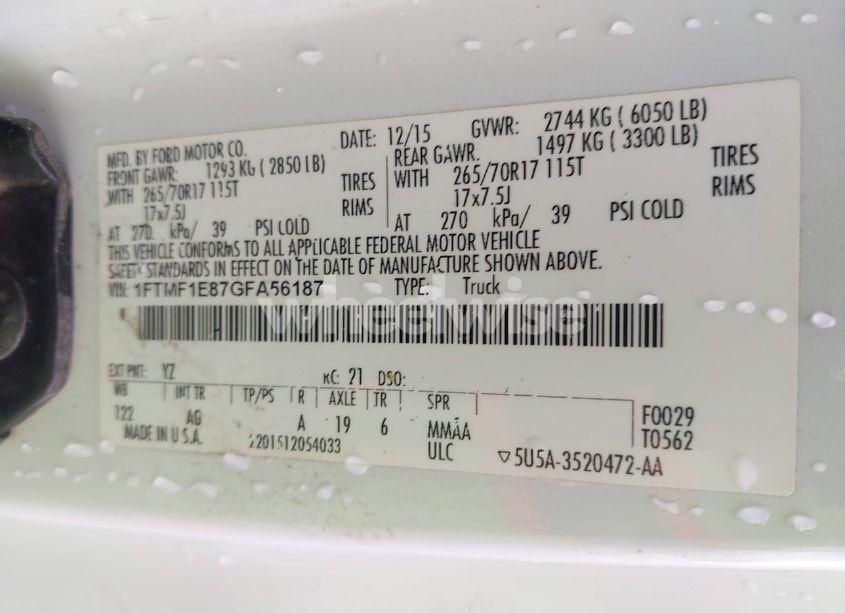 MFD. BY FORD MOTOR CO. DATE: 12/15 GVWR: 2744 KG ( 6050 LB)
FRONT GAWR: 1293 KG ( 2850 LB) REAR GAWR: 1497 KG ( 3300 LB)
WITH 265/70R17 115T TIRES WITH 265/70R17 115T TIRES
17x7.5J RIMS 17x7.5J RIMS
AT 270 kPa/ 39 PSI COLD AT 270 kPa/ 39 PSI COLD
THIS VEHICLE CONFORMS TO ALL APPLICABLE FEDERAL MOTOR VEHICLE
SAFETY STANDARDS IN EFFECT ON THE DATE OF MANUFACTURE SHOWN ABOVE.
VIN: 1FTMF1E87GFA56187 TYPE: Truck
wheelwise
EXT PNT: YZ RC: 21 DSO:
WB INT TR TP/PS R AXLE TR SPR
122 AG A 19 6 MMAA F0029
MADE IN U.S.A. 201512054033 ULC T0562
▽5U5A-3520472-AA